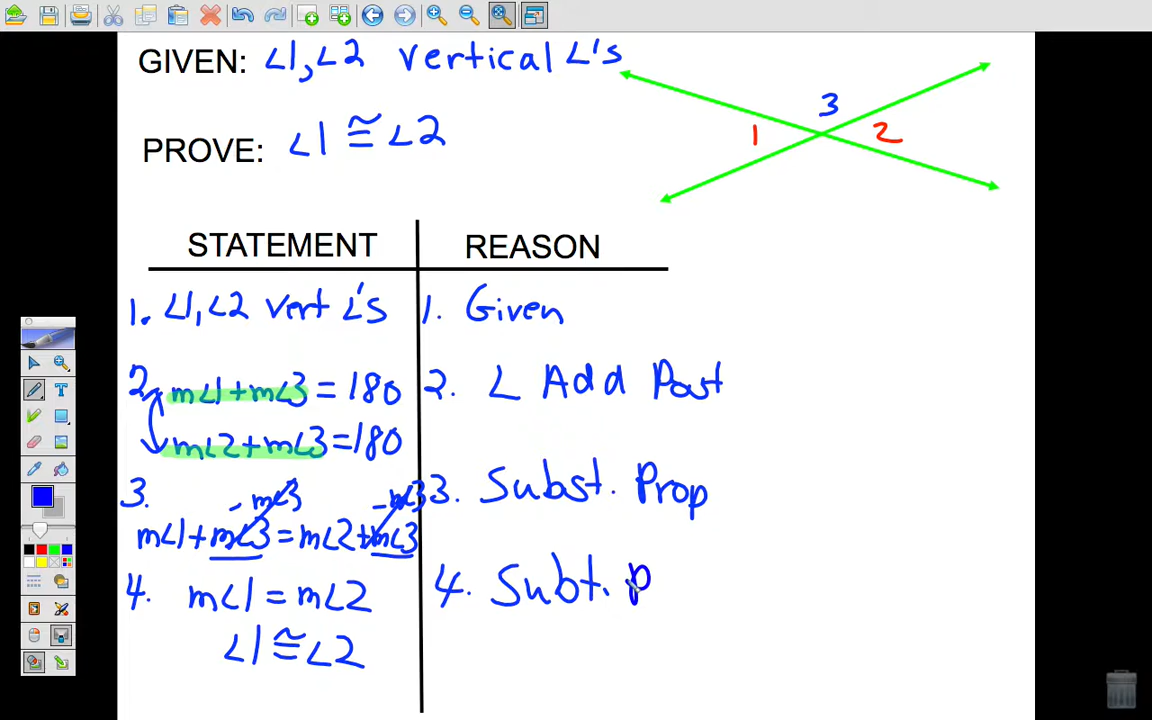 GIVEN: ∠1, ∠2 vertical ∠'s
PROVE: ∠1 ≅ ∠2
3
1
2
STATEMENT REASON
1. ∠1, ∠2 vert ∠'s 1. Given
2. m∠1+m∠3 = 180 2. ∠ Add Post
m∠2+m∠3=180
3. -m∠3 -m∠3 3. Subst. Prop
m∠1+m∠3=m∠2+m∠3
4. m∠1 = m∠2 4. Subt. P
∠1 ≅ ∠2
T